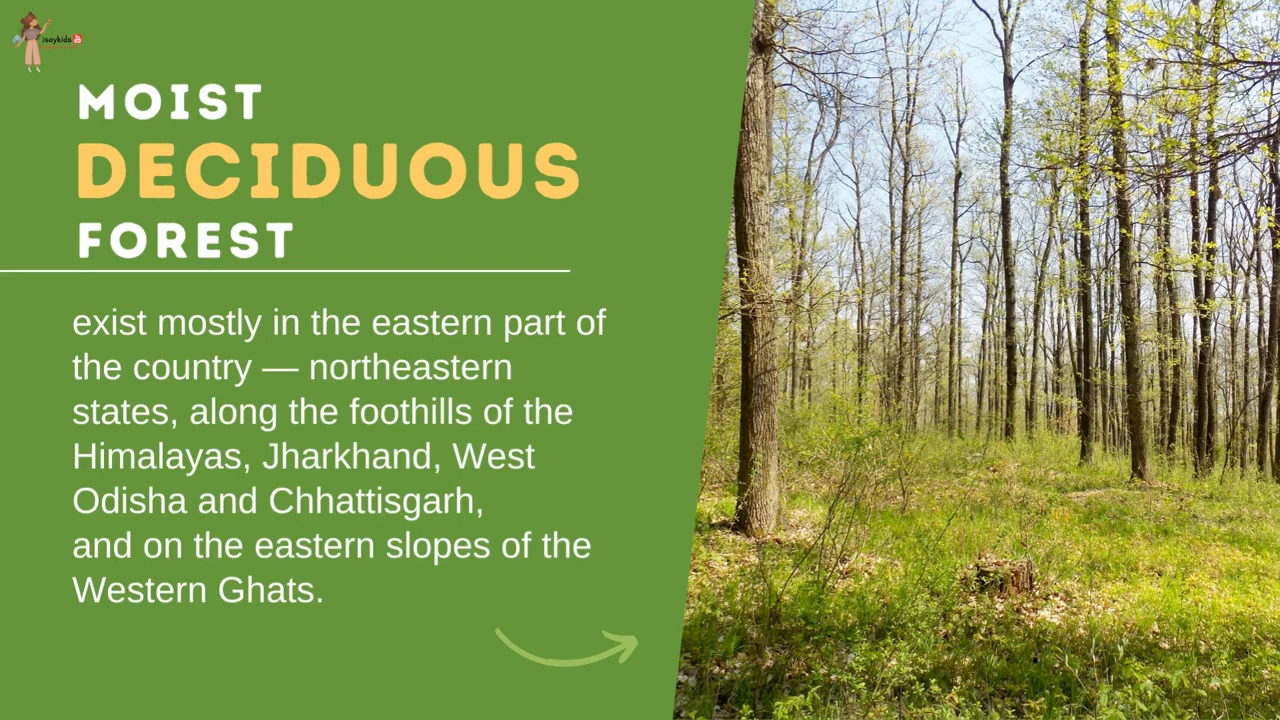 isaykids
MOIST
DECIDUOUS
FOREST
exist mostly in the eastern part of
the country — northeastern
states, along the foothills of the
Himalayas, Jharkhand, West
Odisha and Chhattisgarh,
and on the eastern slopes of the
Western Ghats.